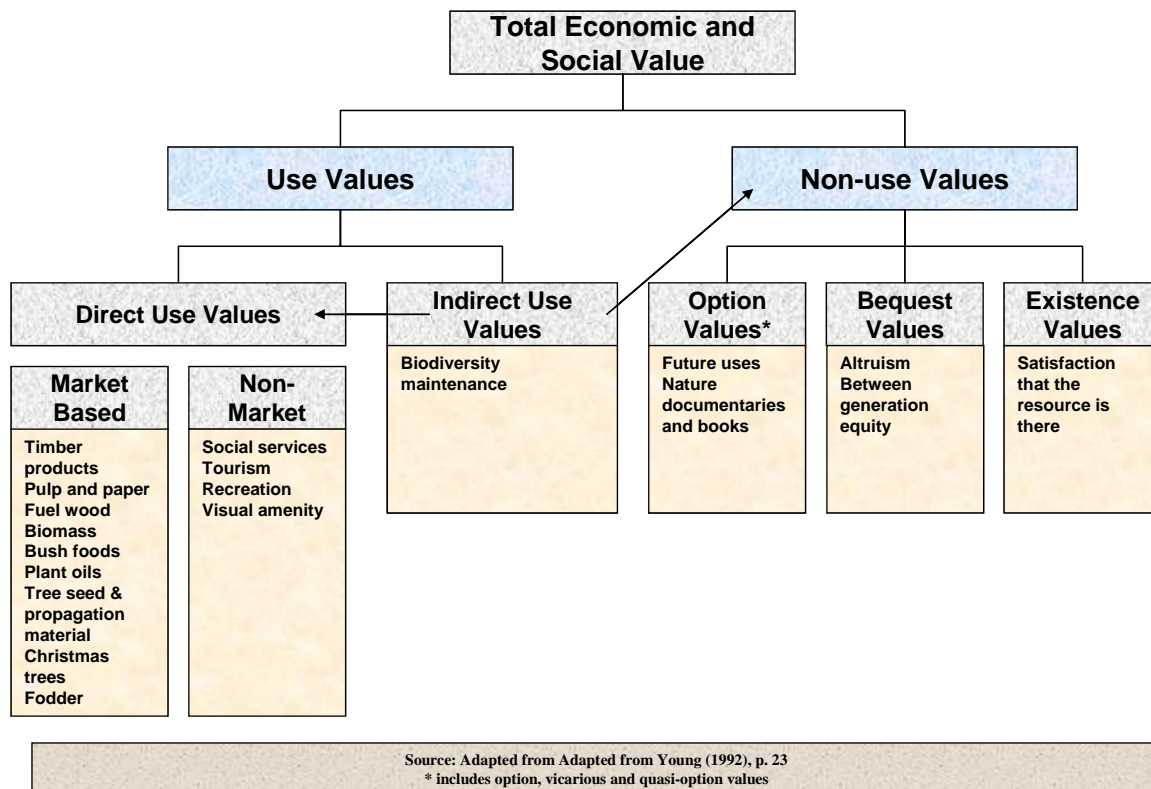 Total Economic and
Social Value
Use Values
Non-use Values
Direct Use Values
Indirect Use
Values
Option
Values*
Bequest
Values
Existence
Values
Market
Based
Non-
Market
Biodiversity
maintenance
Future uses
Nature
documentaries
and books
Altruism
Between
generation
equity
Satisfaction
that the
resource is
there
Timber
products
Pulp and paper
Fuel wood
Biomass
Bush foods
Plant oils
Tree seed &
propagation
material
Christmas
trees
Fodder
Social services
Tourism
Recreation
Visual amenity
Source: Adapted from Adapted from Young (1992), p. 23
* includes option, vicarious and quasi-option values